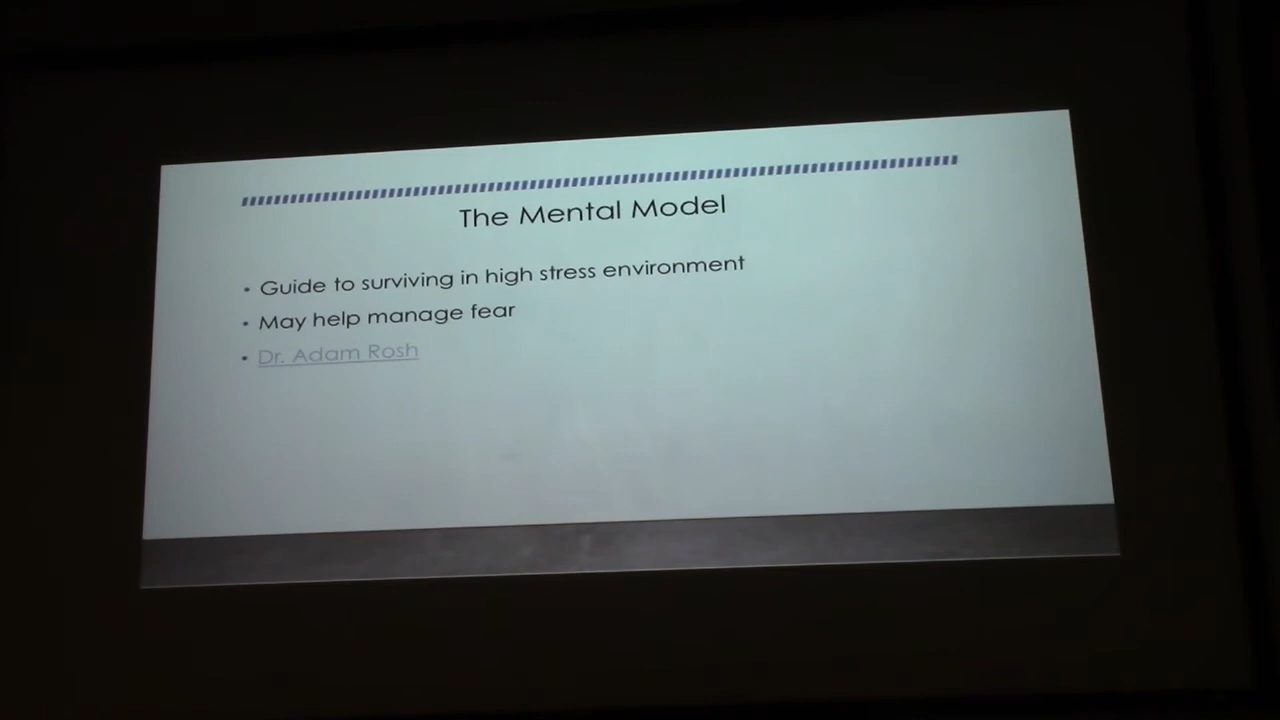 The Mental Model
• Guide to surviving in high stress environment
• May help manage fear
• Dr. Adam Rosh